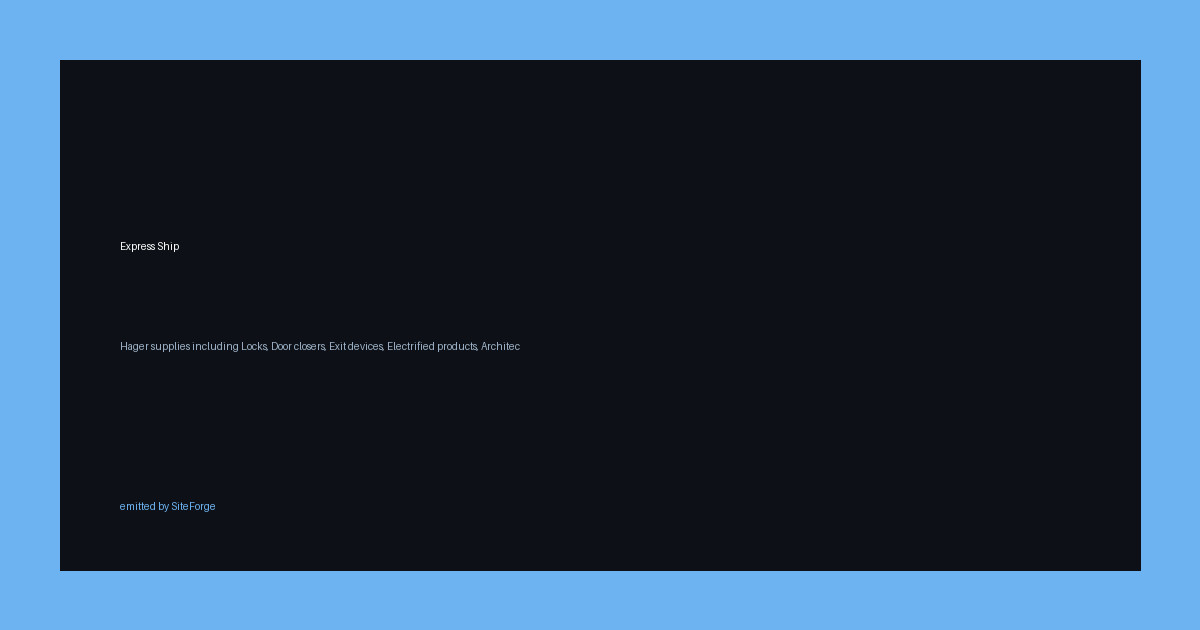 Express Ship
Hager supplies including Locks, Door closers, Exit devices, Electrified products, Architec
emitted by SiteForge